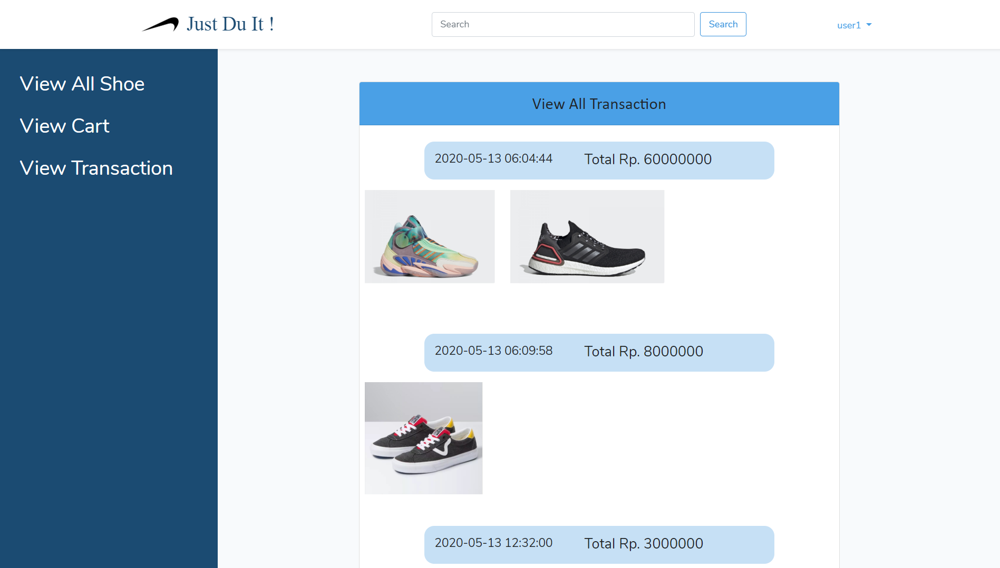 Just Du It !
Search
Search
user1
View All Shoe
View Cart
View Transaction
View All Transaction
2020-05-13 06:04:44 Total Rp. 60000000
2020-05-13 06:09:58 Total Rp. 8000000
2020-05-13 12:32:00 Total Rp. 3000000